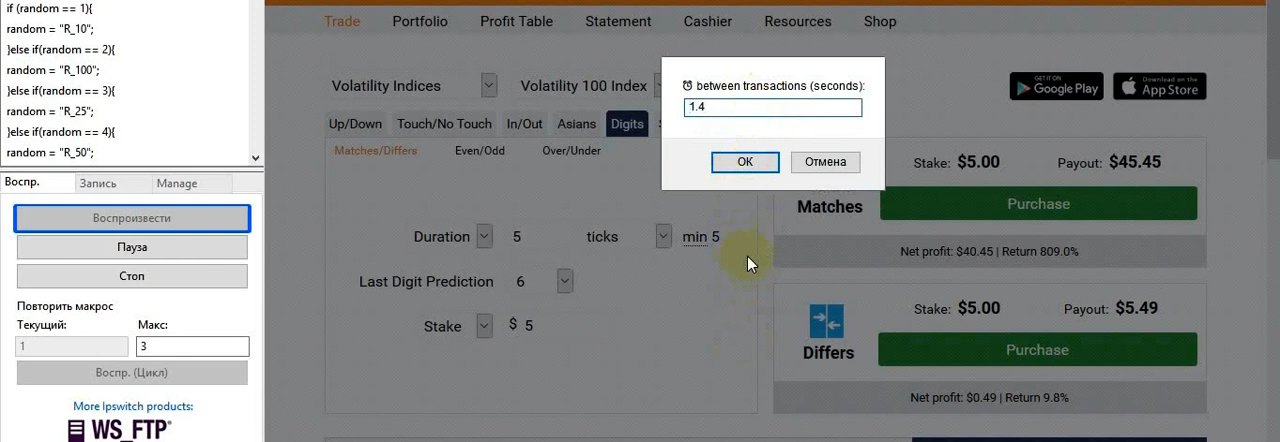 if (random == 1){
random = "R_10";
}else if(random == 2){
random = "R_100";
}else if(random == 3){
random = "R_25";
}else if(random == 4){
random = "R_50";
Воспр.
Запись
Manage
Воспроизвести
Пауза
Стоп
Повторить макрос
Текущий:
Макс:
1
3
Воспр. (Цикл)
More Ipswitch products:
WS_FTP®
Trade
Portfolio
Profit Table
Statement
Cashier
Resources
Shop
Volatility Indices
Volatility 100 Index
GET IT ON
Google Play
Download on the
App Store
Up/Down
Touch/No Touch
In/Out
Asians
Digits
Matches/Differs
Even/Odd
Over/Under
Duration
5
ticks
min 5
Last Digit Prediction
6
Stake
$
5
between transactions (seconds):
1.4
ОК
Отмена
Matches
Stake: $5.00
Payout: $45.45
Purchase
Net profit: $40.45 | Return 809.0%
Differs
Stake: $5.00
Payout: $5.49
Purchase
Net profit: $0.49 | Return 9.8%